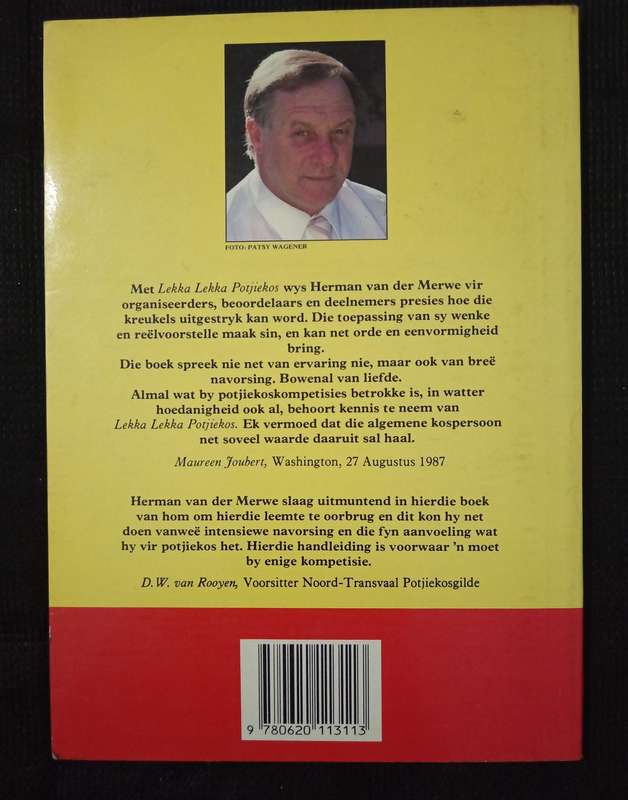 FOTO: PATSY WAGENER
Met Lekka Lekka Potjiekos wys Herman van der Merwe vir
organiseerders, beoordelaars en deelnemers presies hoe die
kreukels uitgestryk kan word. Die toepassing van sy wenke
en reëlvoorstelle maak sin, en kan net orde en eenvormigheid
bring.
Die boek spreek nie net van ervaring nie, maar ook van breë
navorsing. Bowenal van liefde.
Almal wat by potjiekoskompetisies betrokke is, in watter
hoedanigheid ook al, behoort kennis te neem van
Lekka Lekka Potjiekos. Ek vermoed dat die algemene kospersoon
net soveel waarde daaruit sal haal.
Maureen Joubert, Washington, 27 Augustus 1987
Herman van der Merwe slaag uitmuntend in hierdie boek
van hom om hierdie leemte te oorbrug en dit kon hy net
doen vanweë intensiewe navorsing en die fyn aanvoeling wat
hy vir potjiekos het. Hierdie handleiding is voorwaar 'n moet
by enige kompetisie.
D.W. van Rooyen, Voorsitter Noord-Transvaal Potjiekosgilde
9 780620 113113